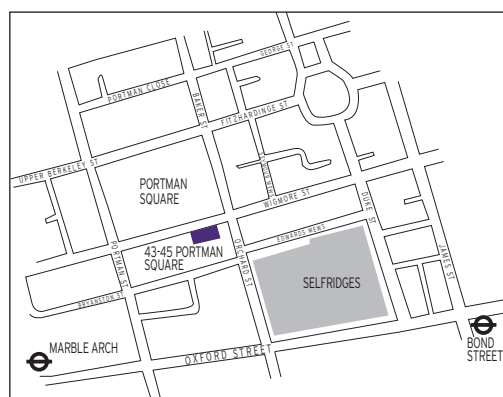 GEORGE ST
PORTMAN CLOSE
BAKER ST
FITZHARDINGE ST
UPPER BERKELEY ST
SEYMOUR MEWS
PORTMAN
SQUARE
WIGMORE ST
DUKE ST
EDWARDS MEWS
PORTMAN ST
43-45 PORTMAN
SQUARE
ORCHARD ST
JAMES ST
SELFRIDGES
BRYANSTON ST
MARBLE ARCH
OXFORD STREET
BOND
STREET